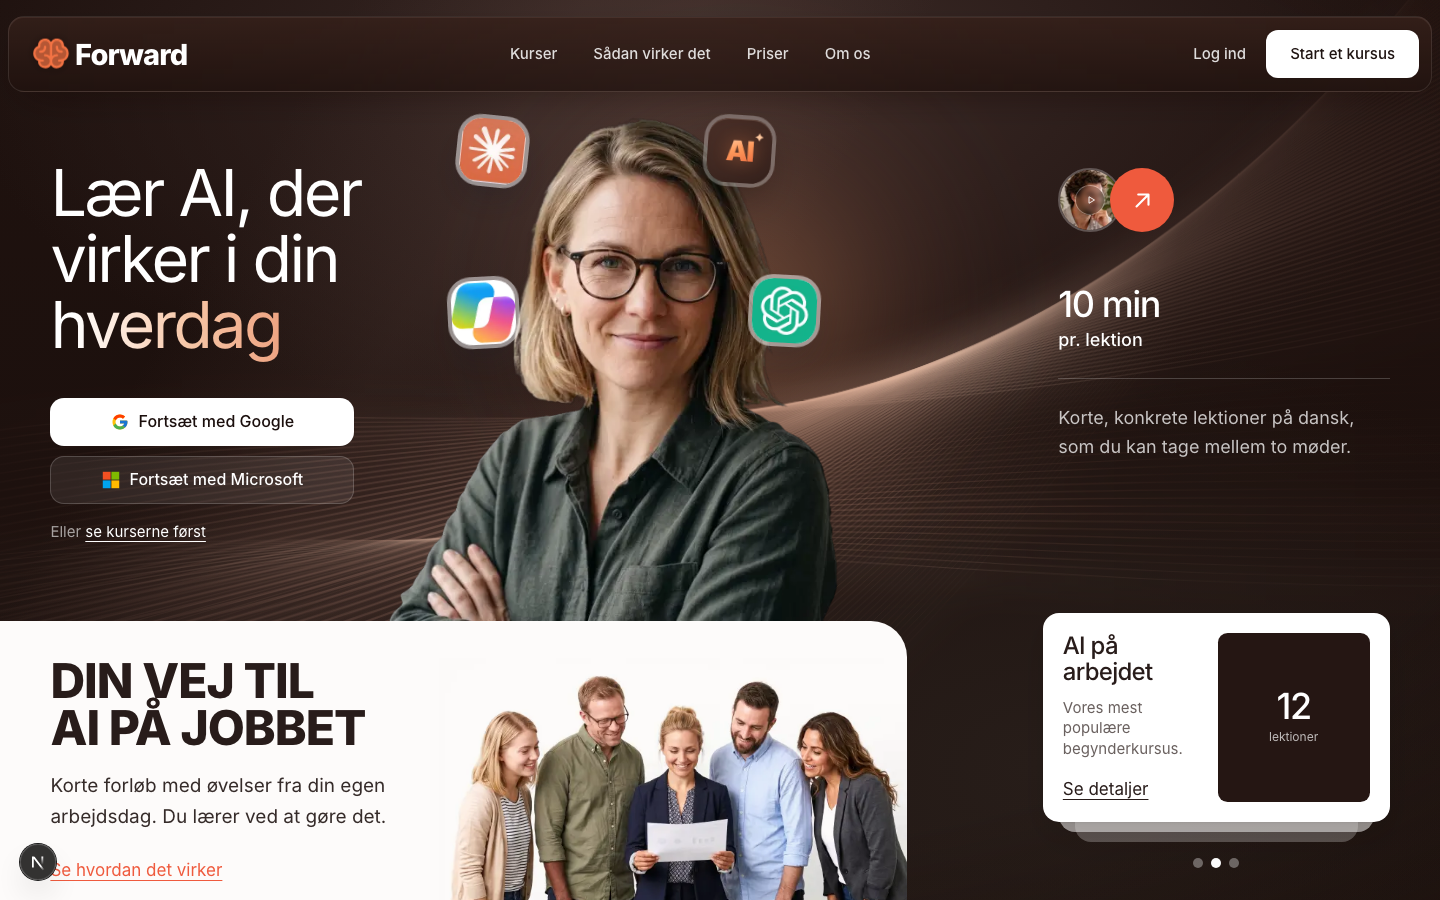 Forward
Kurser
Sådan virker det
Priser
Om os
Log ind
Start et kursus
Lær AI, der
virker i din
hverdag
AI
Fortsæt med Google
Fortsæt med Microsoft
Eller se kurserne først
10 min
pr. lektion
Korte, konkrete lektioner på dansk,
som du kan tage mellem to møder.
DIN VEJ TIL
AI PÅ JOBBET
Korte forløb med øvelser fra din egen
arbejdsdag. Du lærer ved at gøre det.
Se hvordan det virker
N
AI på
arbejdet
Vores mest
populære
begynderkursus.
Se detaljer
12
lektioner